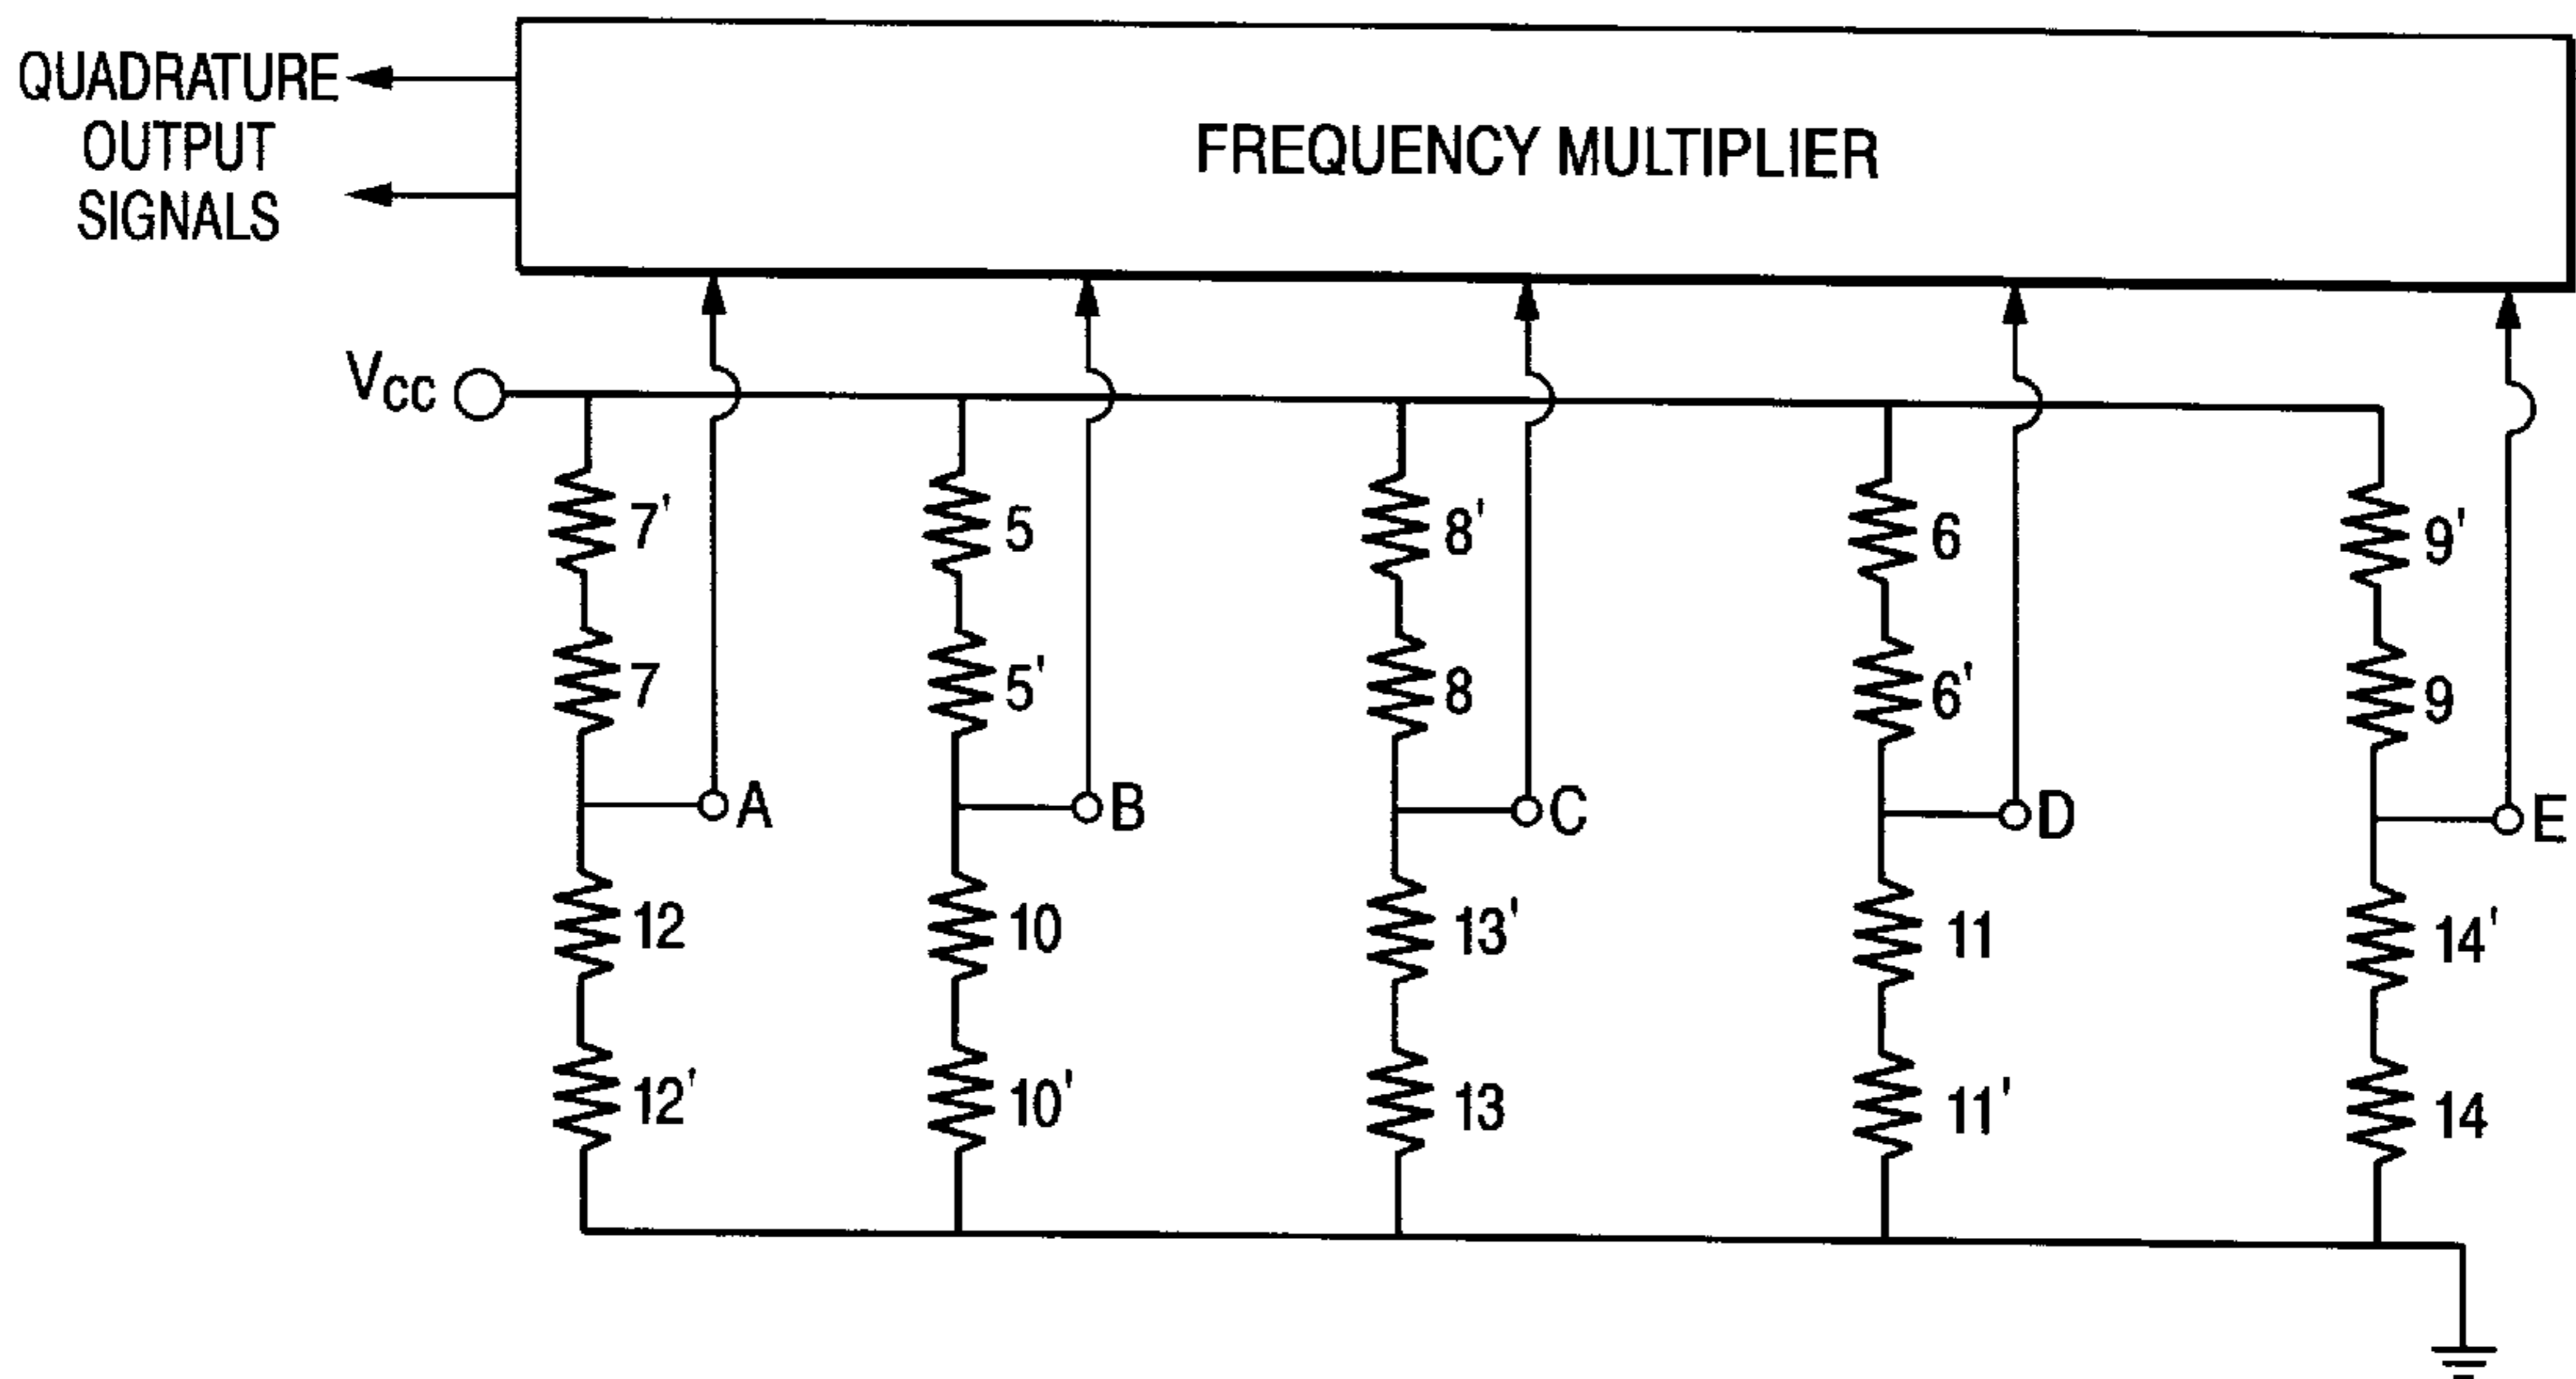 QUADRATURE
OUTPUT
SIGNALS
FREQUENCY MULTIPLIER
VCC
7' 5 8' 6 9'
7 5' 8 6' 9
A B C D E
12 10 13' 11 14'
12' 10' 13 11' 14